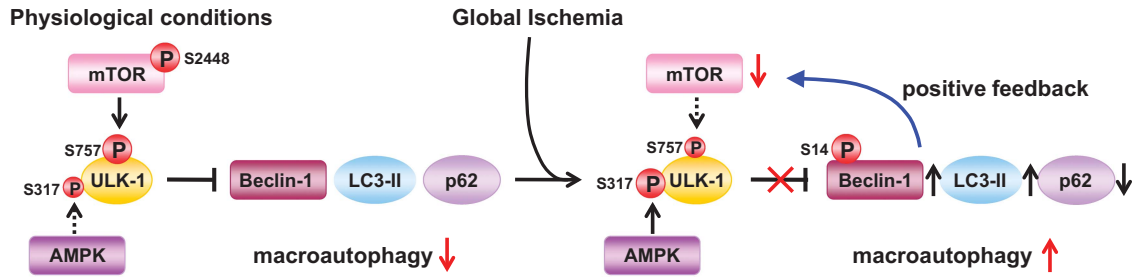 Physiological conditions
Global Ischemia
P
S2448
mTOR
mTOR
positive feedback
S757
P
S757
P
S14
P
S317
P
ULK-1
Beclin-1
LC3-II
p62
S317
P
ULK-1
Beclin-1
LC3-II
p62
AMPK
macroautophagy
AMPK
macroautophagy